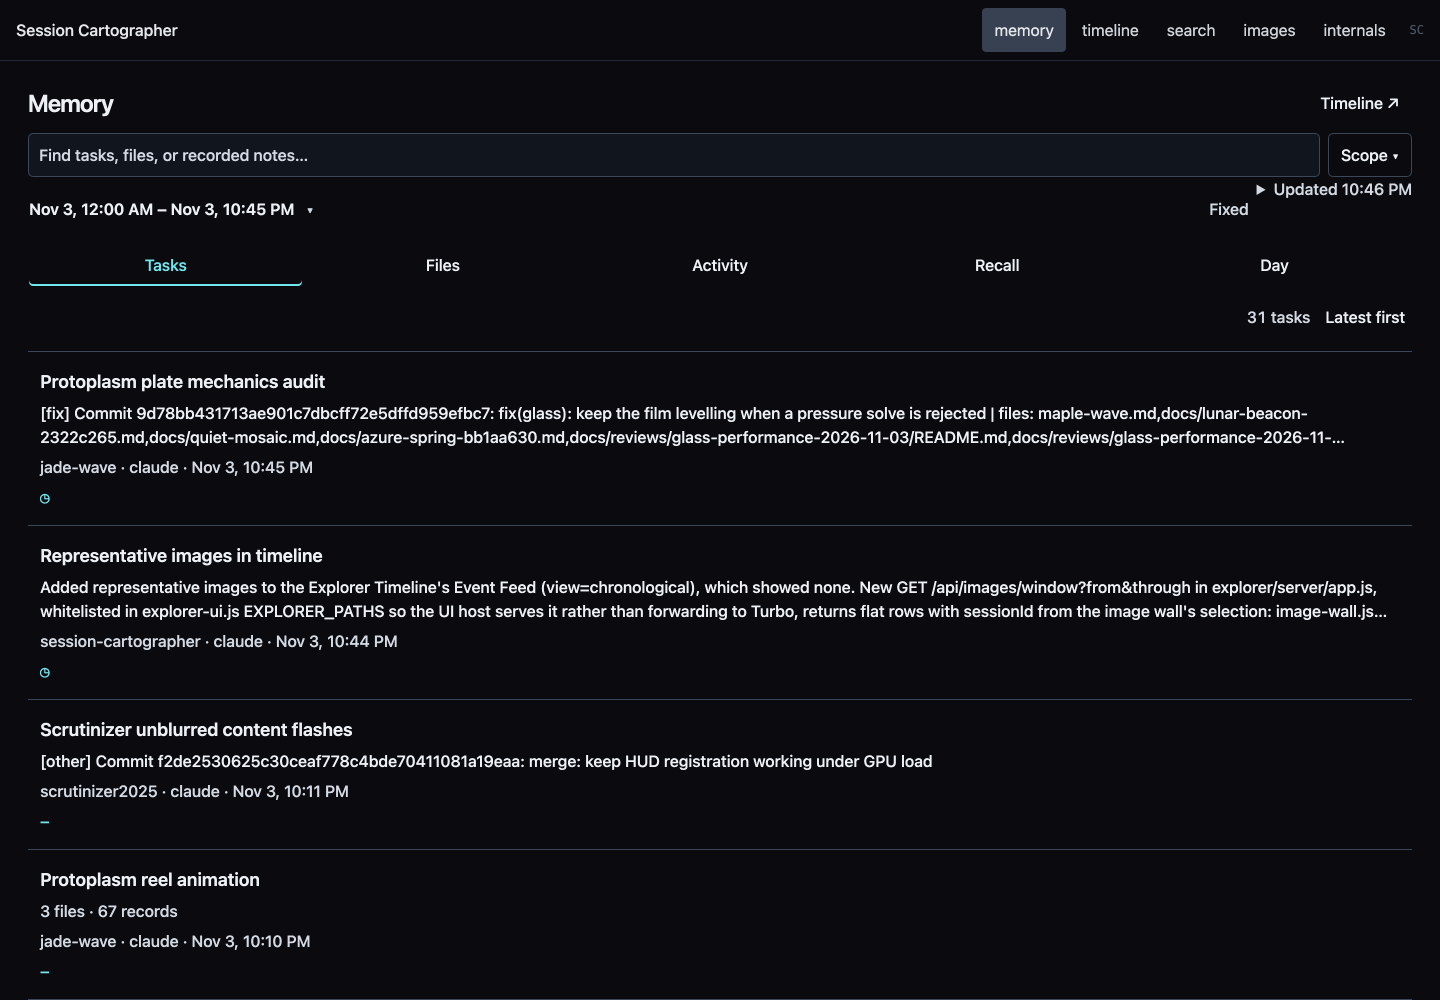 Session Cartographer
memory timeline search images internals SC
Memory
Timeline ↗
Find tasks, files, or recorded notes...
Scope ▾
▶ Updated 10:46 PM
Nov 3, 12:00 AM – Nov 3, 10:45 PM ▾
Fixed
Tasks Files Activity Recall Day
31 tasks Latest first
Protoplasm plate mechanics audit
[fix] Commit 9d78bb431713ae901c7dbcff72e5dffd959efbc7: fix(glass): keep the film levelling when a pressure solve is rejected | files: maple-wave.md,docs/lunar-beacon-
2322c265.md,docs/quiet-mosaic.md,docs/azure-spring-bb1aa630.md,docs/reviews/glass-performance-2026-11-03/README.md,docs/reviews/glass-performance-2026-11-...
jade-wave · claude · Nov 3, 10:45 PM
Representative images in timeline
Added representative images to the Explorer Timeline's Event Feed (view=chronological), which showed none. New GET /api/images/window?from&through in explorer/server/app.js,
whitelisted in explorer-ui.js EXPLORER_PATHS so the UI host serves it rather than forwarding to Turbo, returns flat rows with sessionId from the image wall's selection: image-wall.js...
session-cartographer · claude · Nov 3, 10:44 PM
Scrutinizer unblurred content flashes
[other] Commit f2de2530625c30ceaf778c4bde70411081a19eaa: merge: keep HUD registration working under GPU load
scrutinizer2025 · claude · Nov 3, 10:11 PM
–
Protoplasm reel animation
3 files · 67 records
jade-wave · claude · Nov 3, 10:10 PM
–